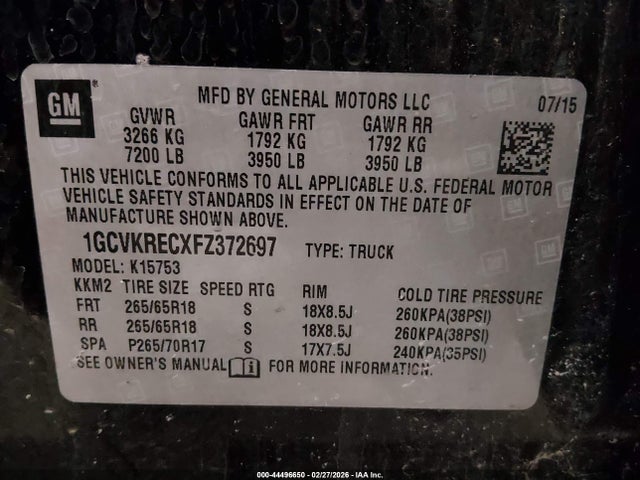 GM
MFD BY GENERAL MOTORS LLC 07/15
GVWR GAWR FRT GAWR RR
3266 KG 1792 KG 1792 KG
7200 LB 3950 LB 3950 LB
THIS VEHICLE CONFORMS TO ALL APPLICABLE U.S. FEDERAL MOTOR
VEHICLE SAFETY STANDARDS IN EFFECT ON THE DATE OF
MANUFACTURE SHOWN ABOVE.
1GCVKRECXFZ372697 TYPE: TRUCK
MODEL: K15753
KKM2 TIRE SIZE SPEED RTG RIM COLD TIRE PRESSURE
FRT 265/65R18 S 18X8.5J 260KPA(38PSI)
RR 265/65R18 S 18X8.5J 260KPA(38PSI)
SPA P265/70R17 S 17X7.5J 240KPA(35PSI)
SEE OWNER'S MANUAL FOR MORE INFORMATION.
000-44496650 - 02/27/2026 - IAA Inc.